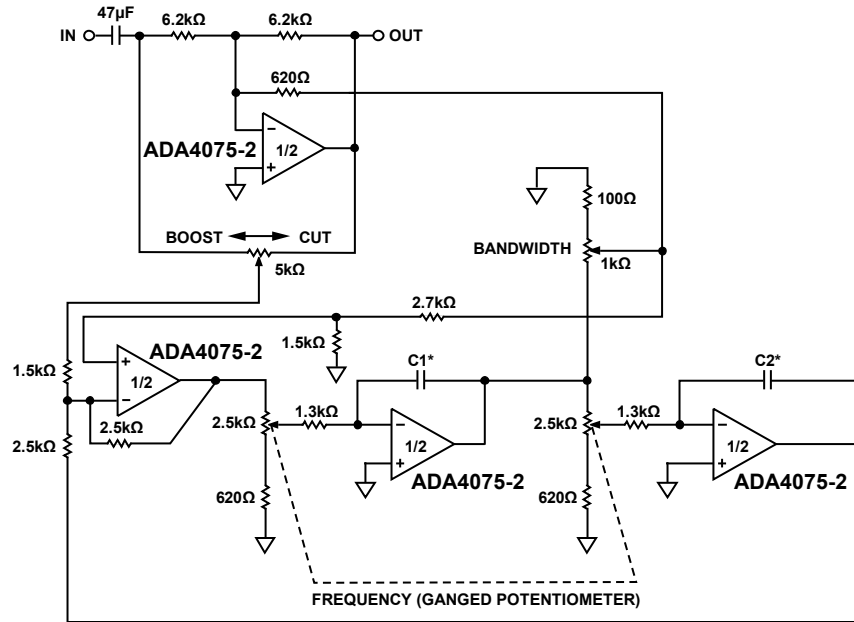 47µF
6.2kΩ
6.2kΩ
IN
OUT
620Ω
ADA4075-2
1/2
−
+
100Ω
BOOST
CUT
BANDWIDTH
1kΩ
5kΩ
2.7kΩ
ADA4075-2
1.5kΩ
C1*
C2*
1.5kΩ
+
−
1/2
2.5kΩ
2.5kΩ
2.5kΩ
1.3kΩ
−
+
1/2
2.5kΩ
1.3kΩ
−
+
1/2
620Ω
ADA4075-2
620Ω
ADA4075-2
FREQUENCY (GANGED POTENTIOMETER)